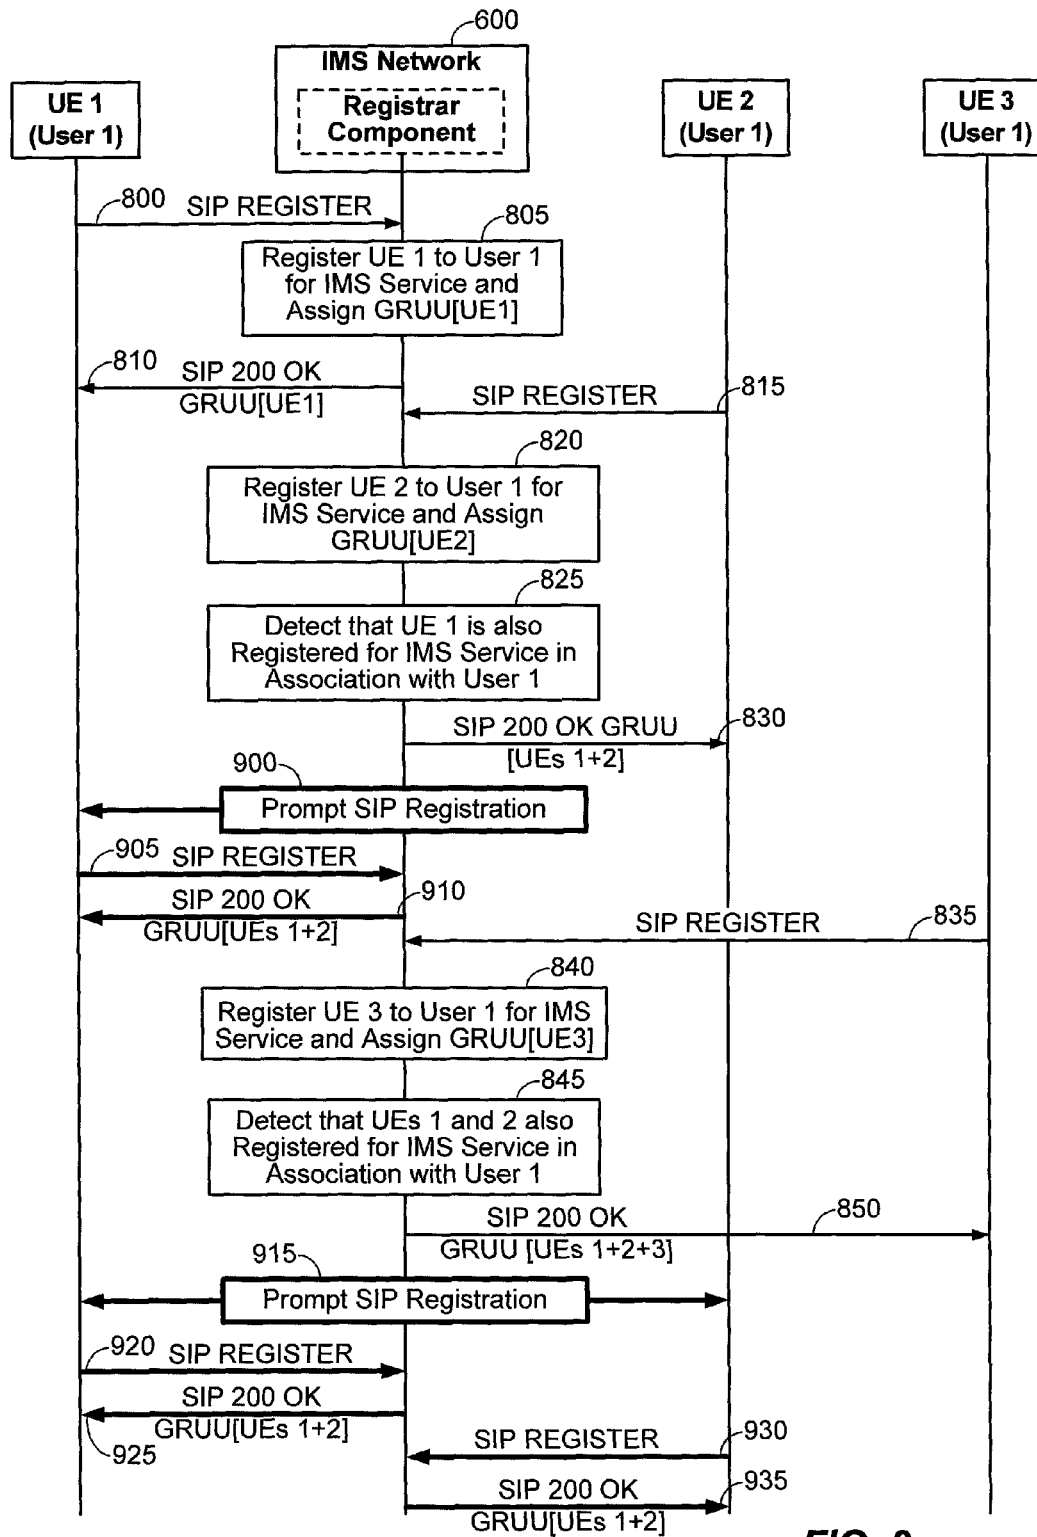 600
IMS Network
Registrar
Component
UE 1
(User 1)
UE 2
(User 1)
UE 3
(User 1)
800
SIP REGISTER
805
Register UE 1 to User 1
for IMS Service and
Assign GRUU[UE1]
810
SIP 200 OK
GRUU[UE1]
SIP REGISTER
815
820
Register UE 2 to User 1 for
IMS Service and Assign
GRUU[UE2]
825
Detect that UE 1 is also
Registered for IMS Service in
Association with User 1
SIP 200 OK GRUU
[UEs 1+2]
830
900
Prompt SIP Registration
905
SIP REGISTER
SIP 200 OK
GRUU[UEs 1+2]
910
SIP REGISTER
835
840
Register UE 3 to User 1 for IMS
Service and Assign GRUU[UE3]
845
Detect that UEs 1 and 2 also
Registered for IMS Service in
Association with User 1
SIP 200 OK
GRUU [UEs 1+2+3]
850
915
Prompt SIP Registration
920
SIP REGISTER
SIP 200 OK
GRUU[UEs 1+2]
925
SIP REGISTER
930
SIP 200 OK
GRUU[UEs 1+2]
935